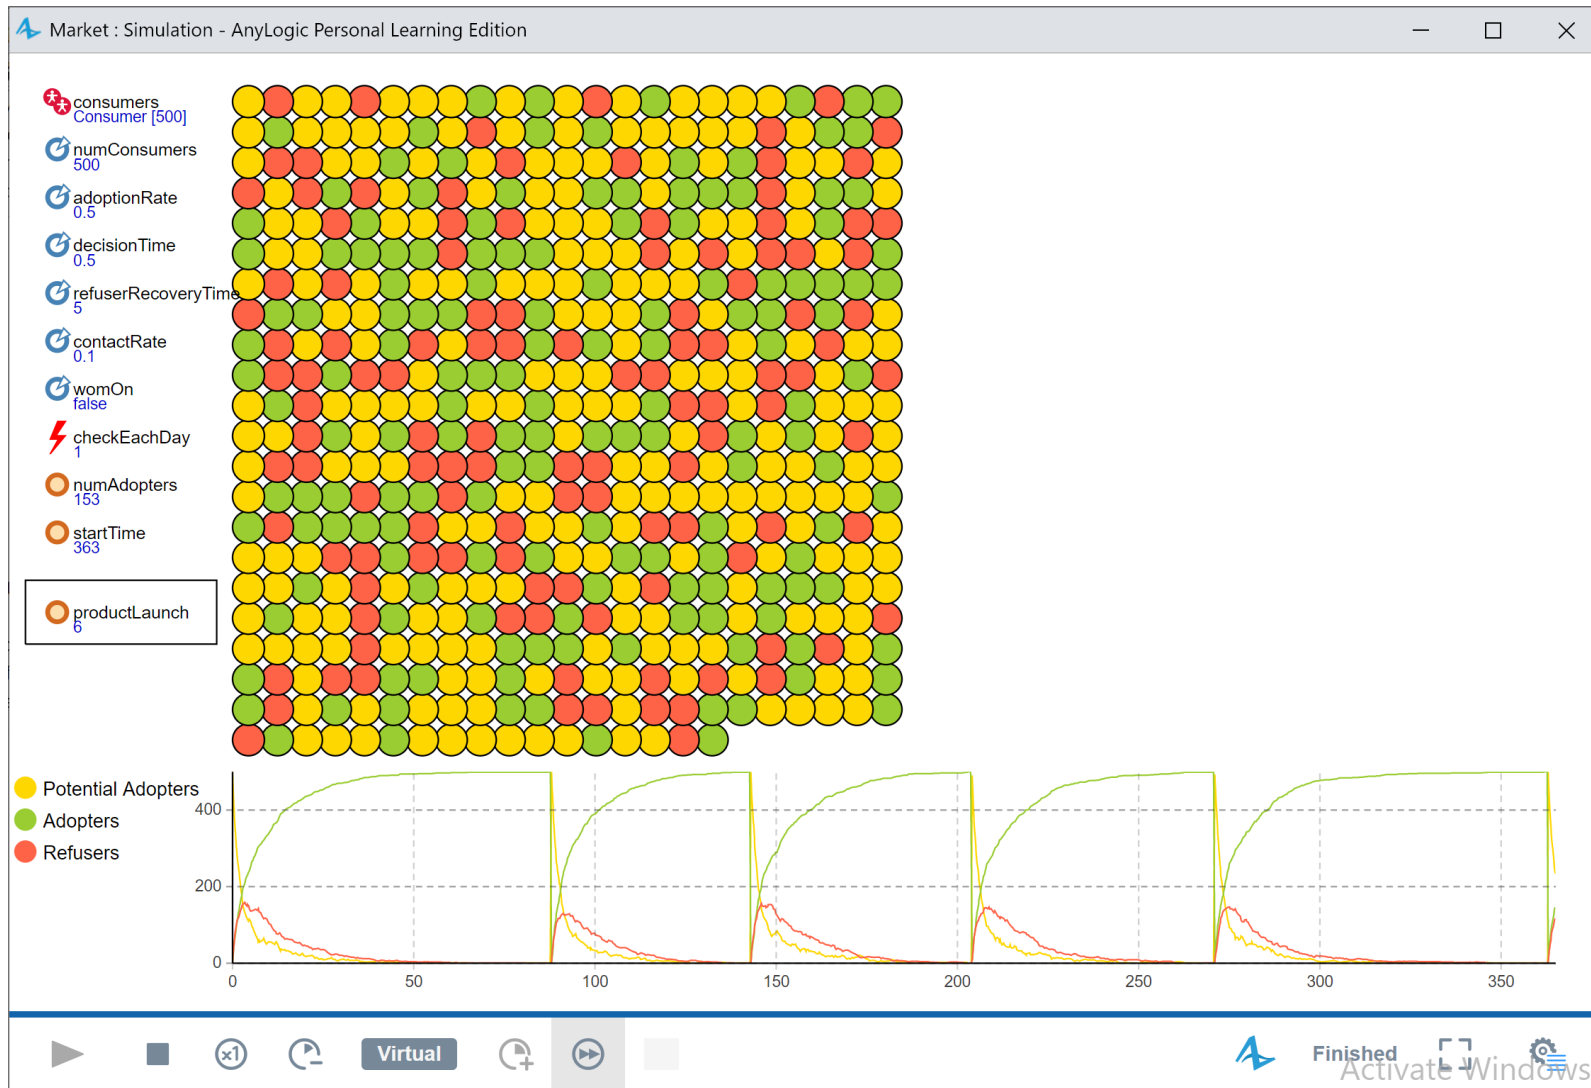 Market : Simulation - AnyLogic Personal Learning Edition
consumers
Consumer [500]
numConsumers
500
adoptionRate
0.5
decisionTime
0.5
refuserRecoveryTime
5
contactRate
0.1
womOn
false
checkEachDay
1
numAdopters
153
startTime
363
productLaunch
6
Potential Adopters
Adopters
Refusers
400
200
0
0 50 100 150 200 250 300 350
x1
Virtual
Finished
Activate Windows